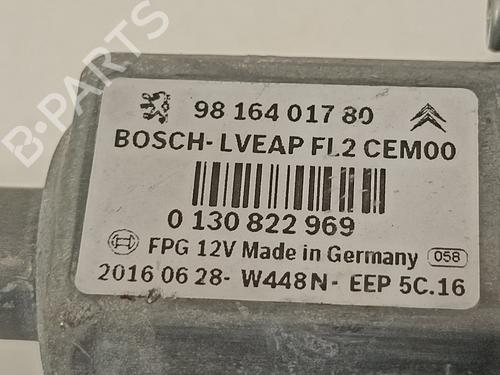 98 164 017 80
BOSCH- LVEAP FL2 CEM00
0 130 822 969
FPG 12V Made in Germany 058
2016 06 28- W448N- EEP 5C.16